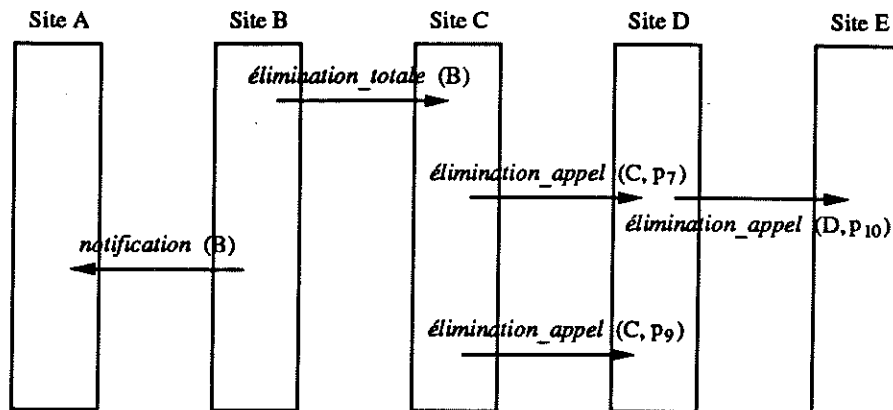 Site A Site B Site C Site D Site E
élimination_totale (B)
élimination_appel (C, p7)
élimination_appel (D, p10)
notification (B)
élimination_appel (C, p9)